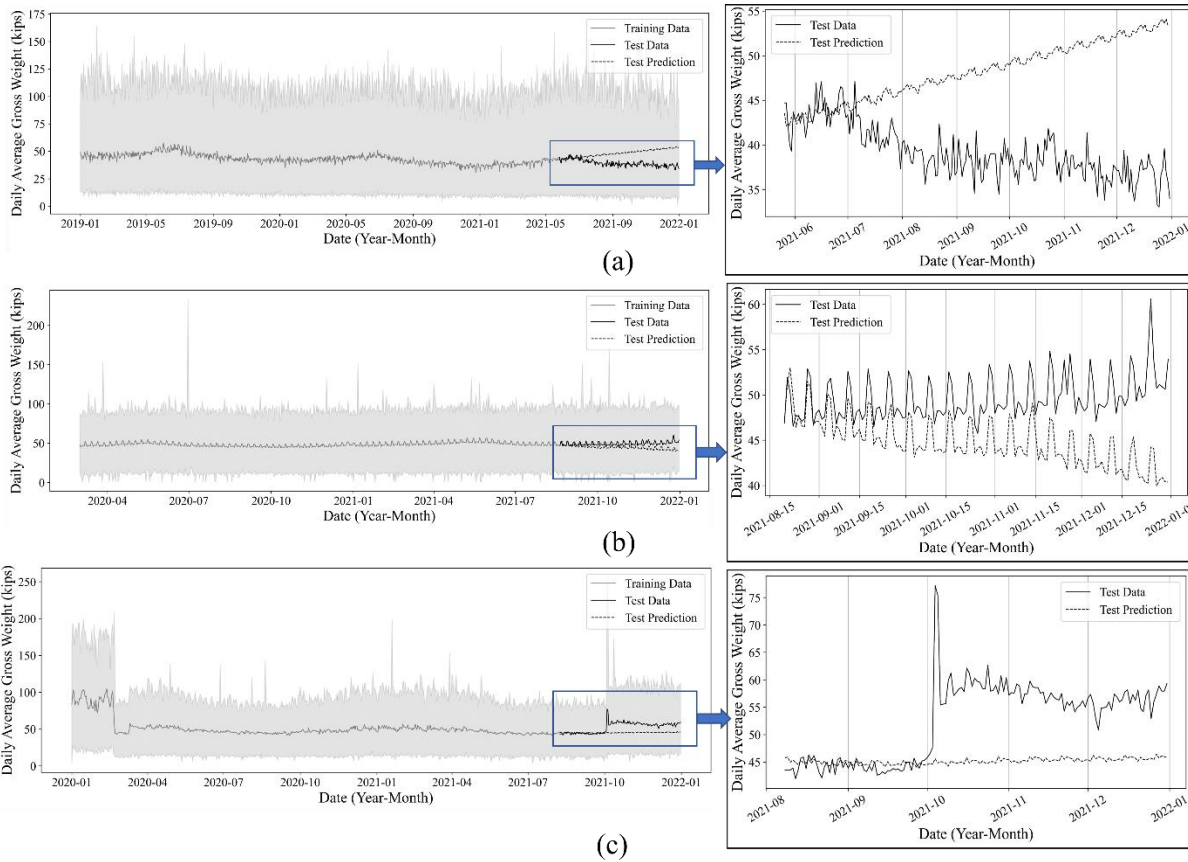 Daily Average Gross Weight (kips)
175
150
125
100
75
50
25
0
Training Data
Test Data
Test Prediction
2019-01
2019-05
2019-09
2020-01
2020-05
2020-09
2021-01
2021-05
2021-09
2022-01
Date (Year-Month)
Daily Average Gross Weight (kips)
55
50
45
40
35
Test Data
Test Prediction
2021-06
2021-07
2021-08
2021-09
2021-10
2021-11
2021-12
2022-01
Date (Year-Month)
(a)
Daily Average Gross Weight (kips)
200
150
100
50
0
Training Data
Test Data
Test Prediction
2020-04
2020-07
2020-10
2021-01
2021-04
2021-07
2021-10
2022-01
Date (Year-Month)
Daily Average Gross Weight (kips)
60
55
50
45
40
Test Data
Test Prediction
2021-08-15
2021-09-01
2021-09-15
2021-10-01
2021-10-15
2021-11-01
2021-11-15
2021-12-01
2021-12-15
2022-01-0
Date (Year-Month)
(b)
Daily Average Gross Weight (kips)
250
200
150
100
50
0
Training Data
Test Data
Test Prediction
2020-01
2020-04
2020-07
2020-10
2021-01
2021-04
2021-07
2021-10
2022-01
Date (Year-Month)
Daily Average Gross Weight (kips)
75
70
65
60
55
50
45
Test Data
Test Prediction
2021-08
2021-09
2021-10
2021-11
2021-12
2022-01
Date (Year-Month)
(c)